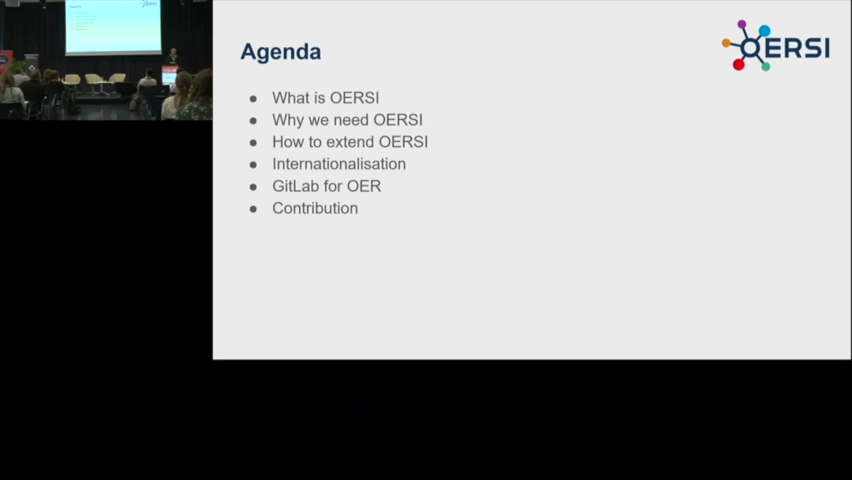 Agenda
OERSI
● What is OERSI
● Why we need OERSI
● How to extend OERSI
● Internationalisation
● GitLab for OER
● Contribution